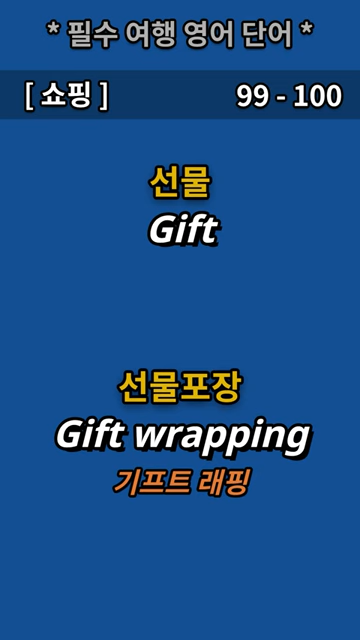 * 필수 여행 영어 단어 *
[ 쇼핑 ] 99 - 100
선물
Gift
선물포장
Gift wrapping
기프트 래핑